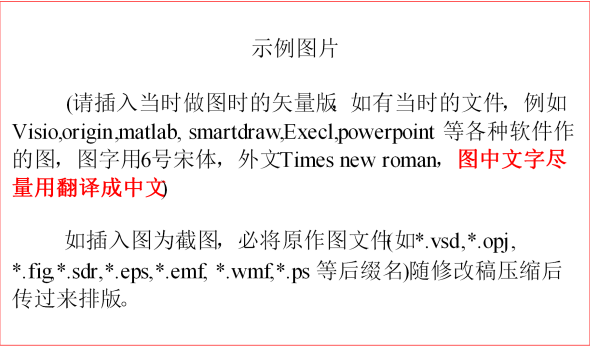 示例图片
(请插入当时做图时的矢量版, 如有当时的文件, 例如
Visio,origin,matlab, smartdraw,Execl,powerpoint 等各种软件作
的图, 图字用6号宋体, 外文Times new roman, 图中文字尽
量用翻译成中文)
如插入图为截图, 必将原作图文件(如*.vsd,*.opj,
*.fig,*.sdr,*.eps,*.emf, *.wmf,*.ps 等后缀名)随修改稿压缩后
传过来排版。